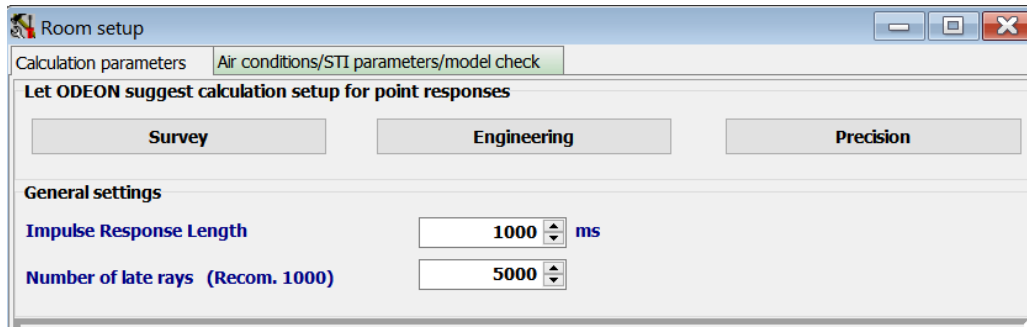 Room setup
Calculation parameters Air conditions/STI parameters/model check
Let ODEON suggest calculation setup for point responses
Survey Engineering Precision
General settings
Impulse Response Length 1000 ms
Number of late rays (Recom. 1000) 5000